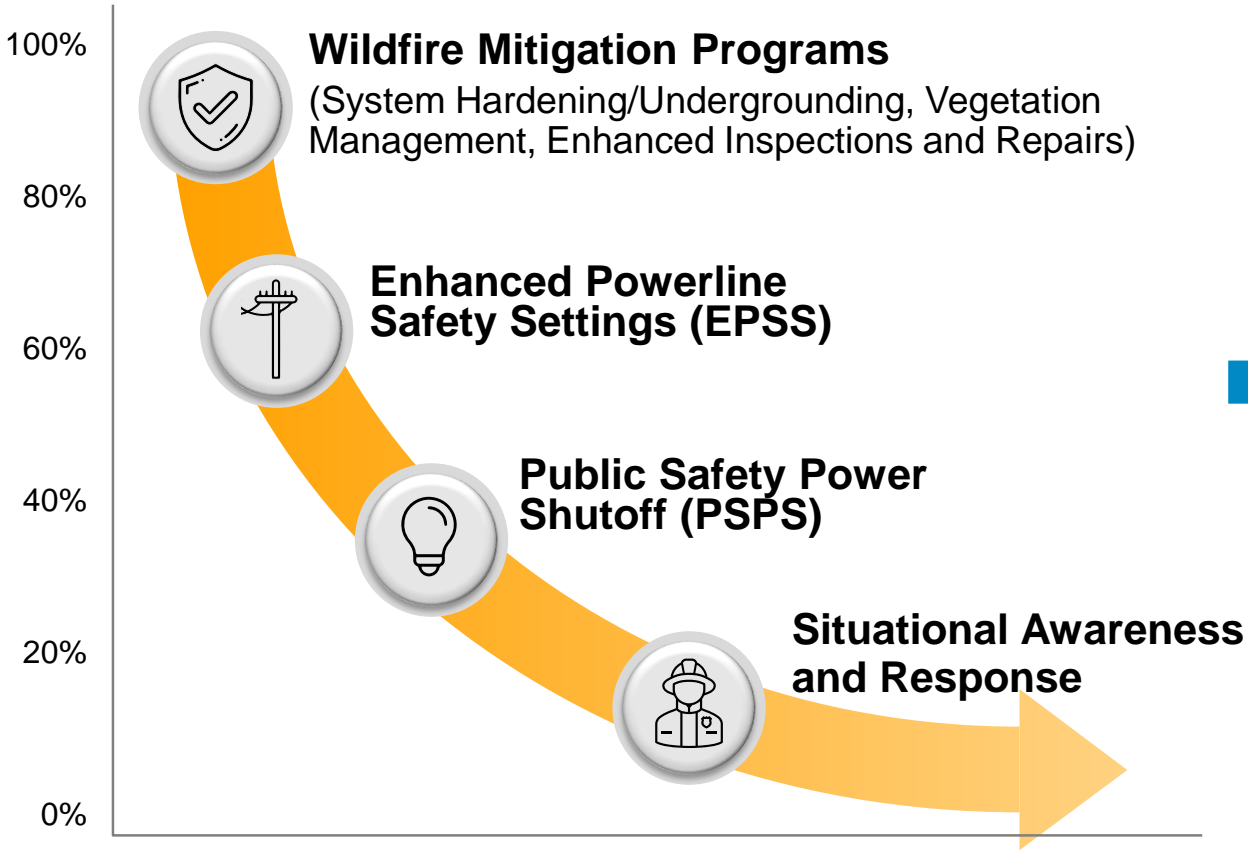 100%
Wildfire Mitigation Programs
(System Hardening/Undergrounding, Vegetation
Management, Enhanced Inspections and Repairs)
80%
Enhanced Powerline
Safety Settings (EPSS)
60%
Public Safety Power
Shutoff (PSPS)
40%
Situational Awareness
and Response
20%
0%